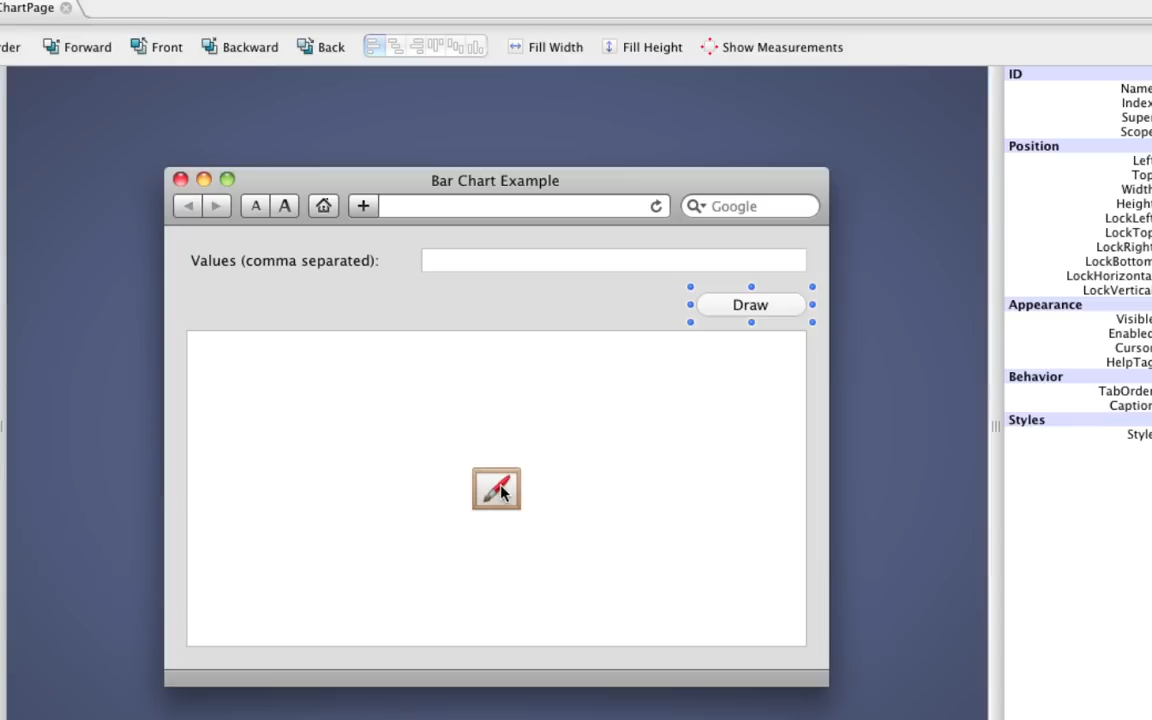 ChartPage
rder Forward Front Backward Back Fill Width Fill Height Show Measurements
ID
Name
Index
Super
Scope
Position
Left
Top
Width
Height
LockLeft
LockTop
LockRight
LockBottom
LockHorizonta
LockVertical
Appearance
Visible
Enabled
Cursor
HelpTag
Behavior
TabOrder
Caption
Styles
Style
Bar Chart Example
A A + Google
Values (comma separated):
Draw